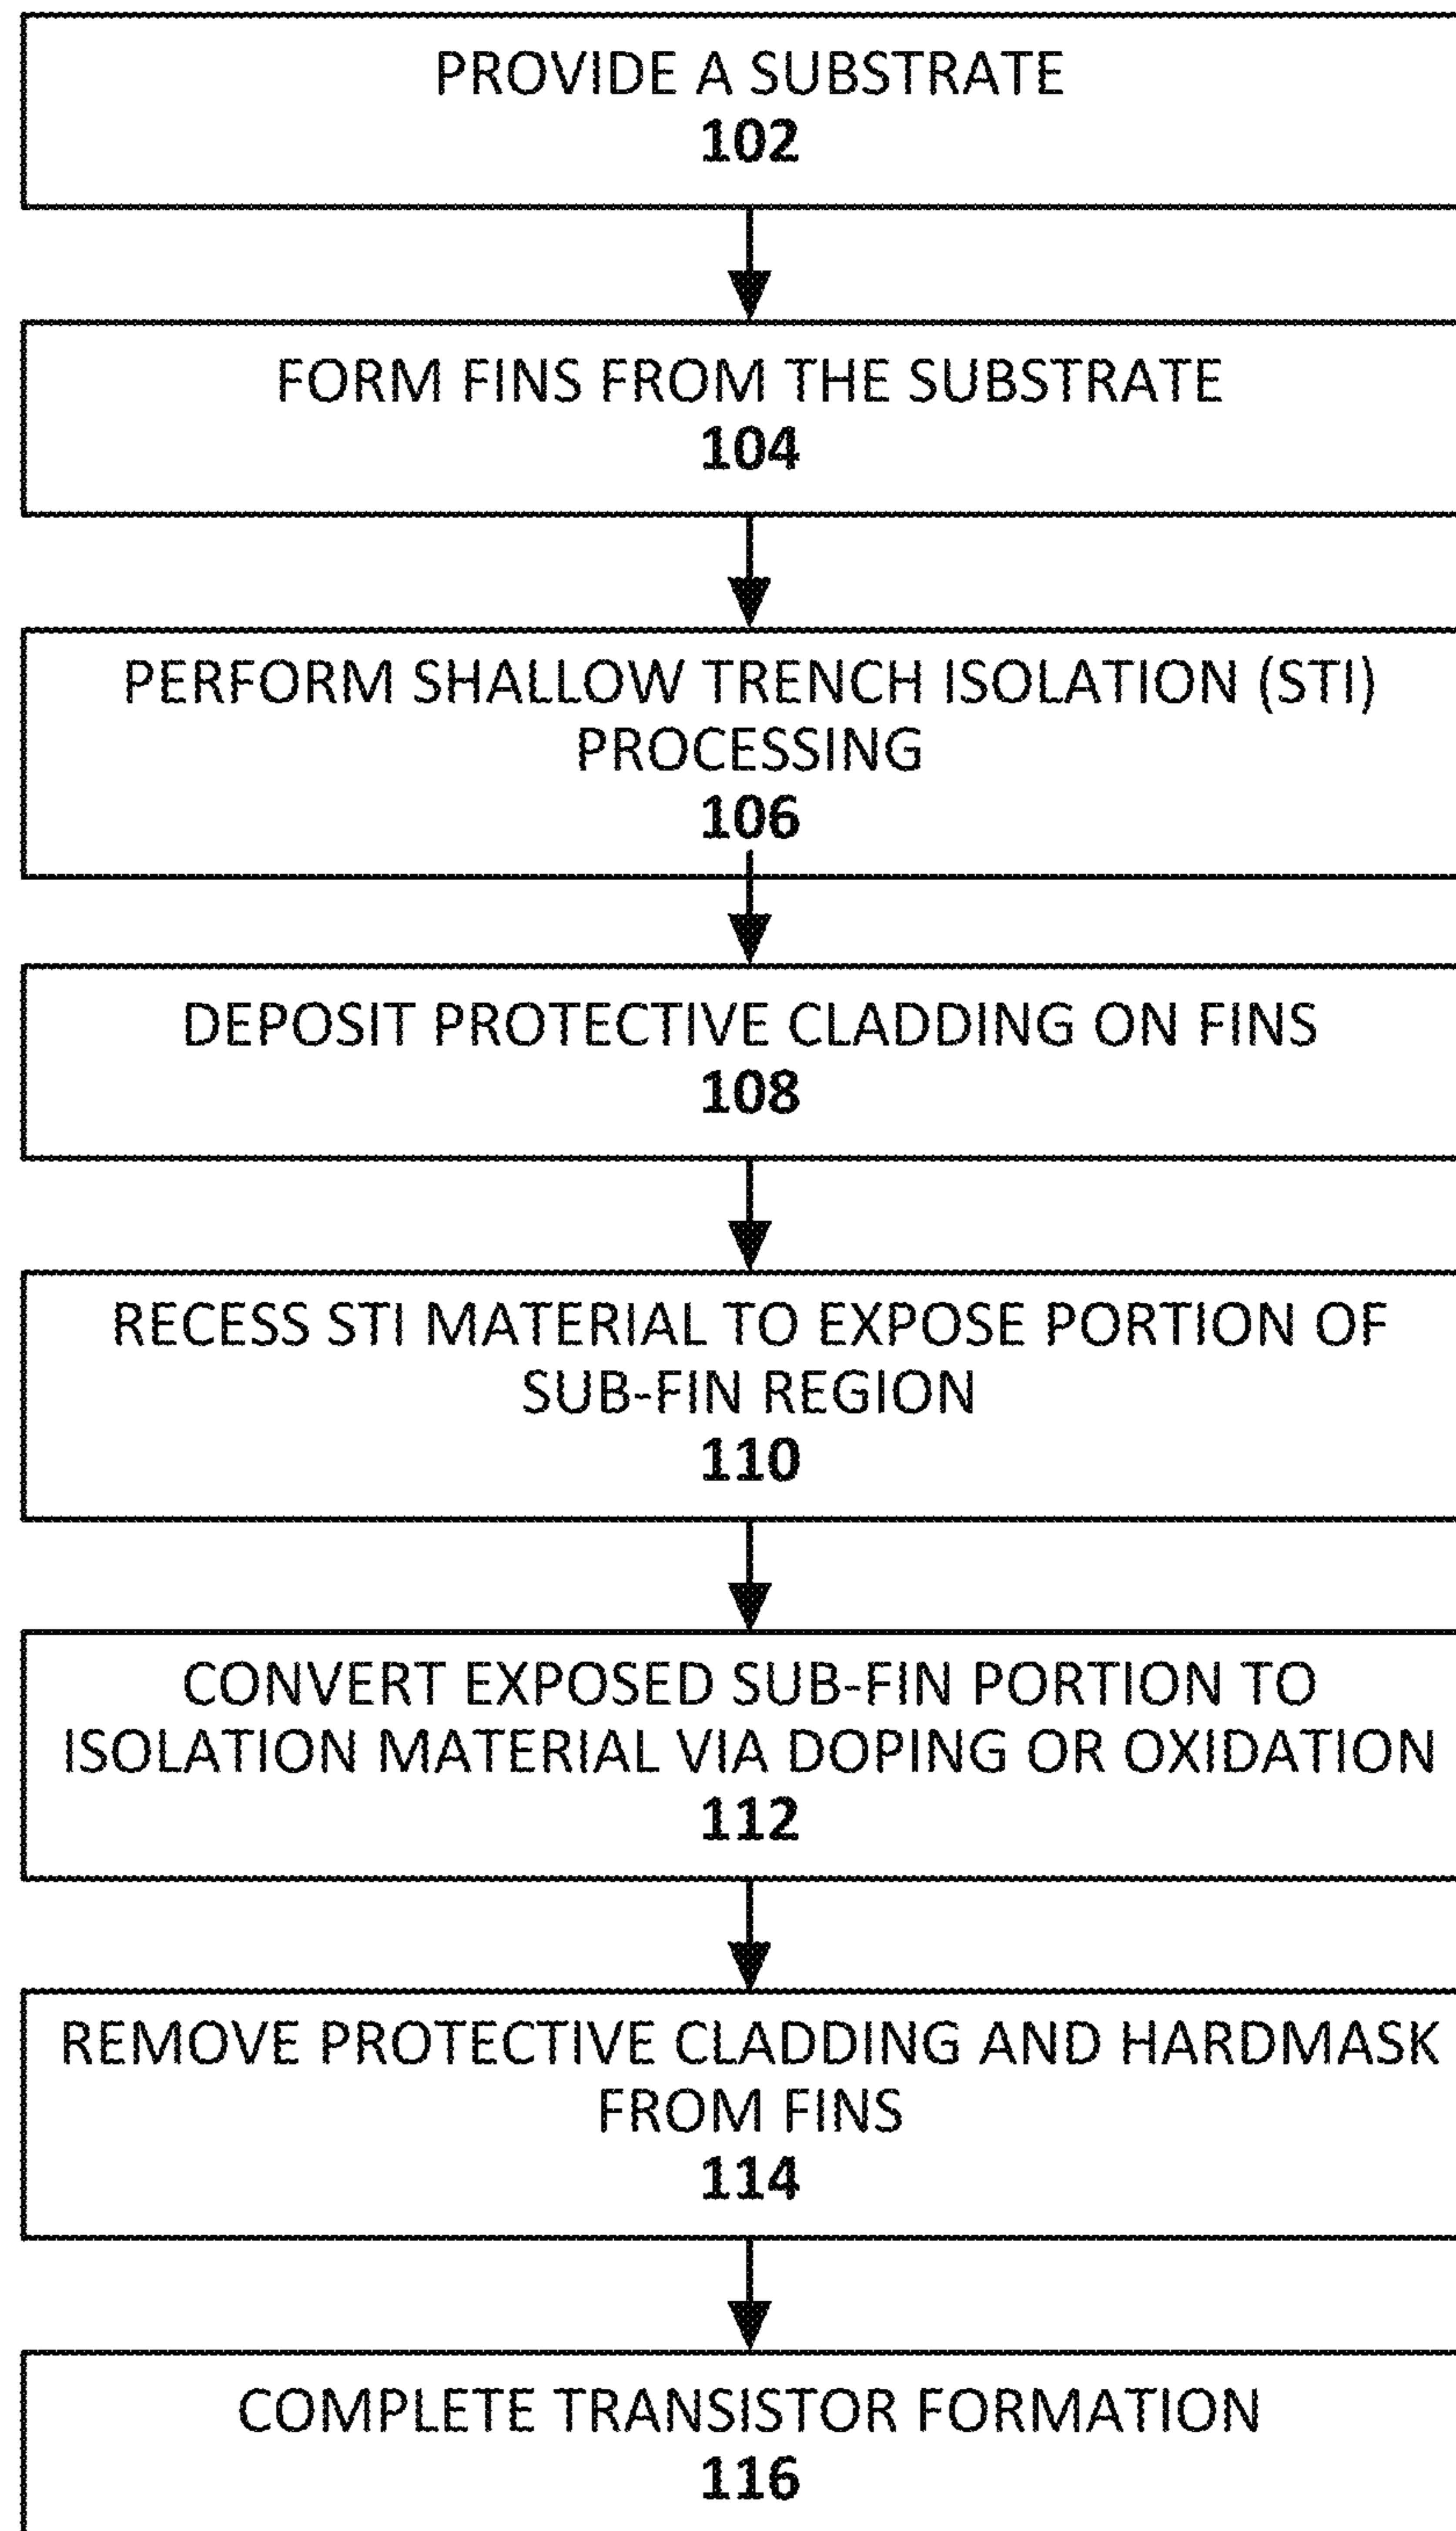 PROVIDE A SUBSTRATE
102
FORM FINS FROM THE SUBSTRATE
104
PERFORM SHALLOW TRENCH ISOLATION (STI)
PROCESSING
106
DEPOSIT PROTECTIVE CLADDING ON FINS
108
RECESS STI MATERIAL TO EXPOSE PORTION OF
SUB-FIN REGION
110
CONVERT EXPOSED SUB-FIN PORTION TO
ISOLATION MATERIAL VIA DOPING OR OXIDATION
112
REMOVE PROTECTIVE CLADDING AND HARDMASK
FROM FINS
114
COMPLETE TRANSISTOR FORMATION
116